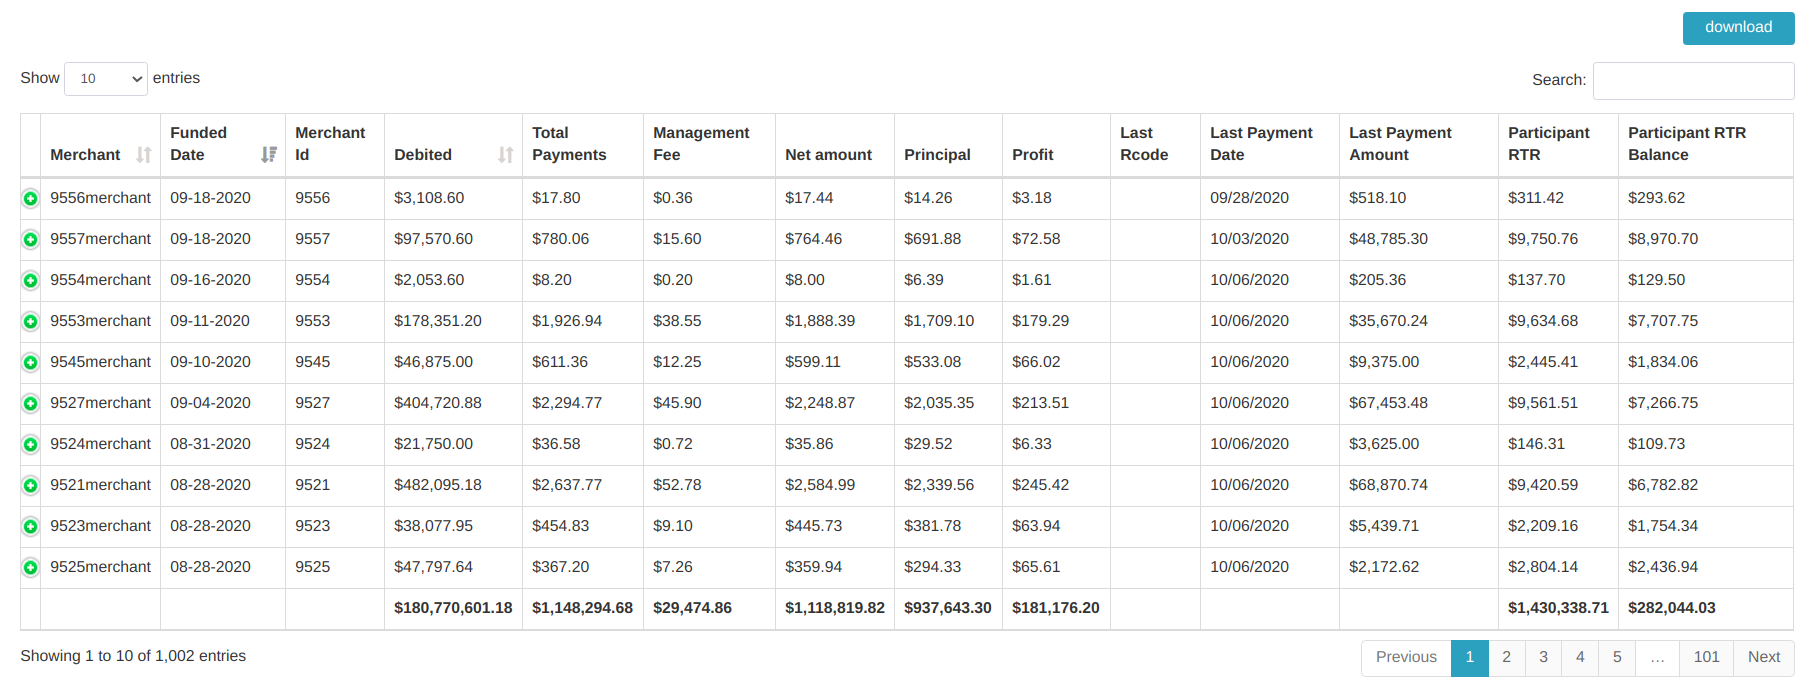 download
Show 10 entries
Search:
Merchant Funded Date Merchant Id Debited Total Payments Management Fee Net amount Principal Profit Last Rcode Last Payment Date Last Payment Amount Participant RTR Participant RTR Balance
9556merchant 09-18-2020 9556 $3,108.60 $17.80 $0.36 $17.44 $14.26 $3.18 09/28/2020 $518.10 $311.42 $293.62
9557merchant 09-18-2020 9557 $97,570.60 $780.06 $15.60 $764.46 $691.88 $72.58 10/03/2020 $48,785.30 $9,750.76 $8,970.70
9554merchant 09-16-2020 9554 $2,053.60 $8.20 $0.20 $8.00 $6.39 $1.61 10/06/2020 $205.36 $137.70 $129.50
9553merchant 09-11-2020 9553 $178,351.20 $1,926.94 $38.55 $1,888.39 $1,709.10 $179.29 10/06/2020 $35,670.24 $9,634.68 $7,707.75
9545merchant 09-10-2020 9545 $46,875.00 $611.36 $12.25 $599.11 $533.08 $66.02 10/06/2020 $9,375.00 $2,445.41 $1,834.06
9527merchant 09-04-2020 9527 $404,720.88 $2,294.77 $45.90 $2,248.87 $2,035.35 $213.51 10/06/2020 $67,453.48 $9,561.51 $7,266.75
9524merchant 08-31-2020 9524 $21,750.00 $36.58 $0.72 $35.86 $29.52 $6.33 10/06/2020 $3,625.00 $146.31 $109.73
9521merchant 08-28-2020 9521 $482,095.18 $2,637.77 $52.78 $2,584.99 $2,339.56 $245.42 10/06/2020 $68,870.74 $9,420.59 $6,782.82
9523merchant 08-28-2020 9523 $38,077.95 $454.83 $9.10 $445.73 $381.78 $63.94 10/06/2020 $5,439.71 $2,209.16 $1,754.34
9525merchant 08-28-2020 9525 $47,797.64 $367.20 $7.26 $359.94 $294.33 $65.61 10/06/2020 $2,172.62 $2,804.14 $2,436.94
$180,770,601.18 $1,148,294.68 $29,474.86 $1,118,819.82 $937,643.30 $181,176.20 $1,430,338.71 $282,044.03
Showing 1 to 10 of 1,002 entries
Previous 1 2 3 4 5 … 101 Next